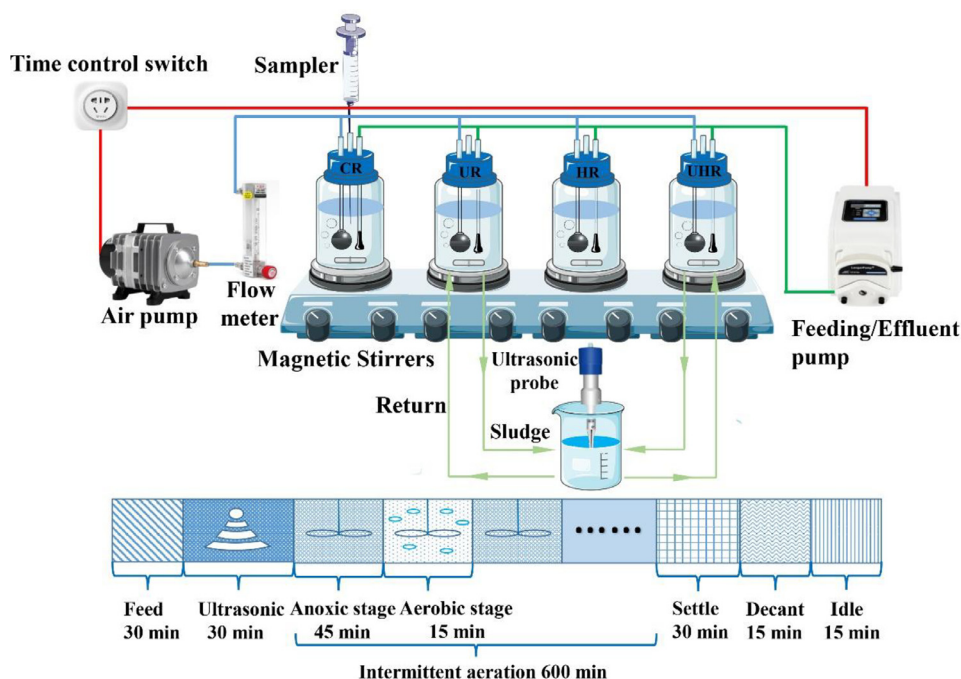 Time control switch
Sampler
CR
UR
HR
UHR
Air pump
Flow
meter
Magnetic Stirrers
Feeding/Effluent
pump
Ultrasonic
probe
Return
Sludge
Feed
30 min
Ultrasonic
30 min
Anoxic stage
45 min
Aerobic stage
15 min
Settle
30 min
Decant
15 min
Idle
15 min
Intermittent aeration 600 min